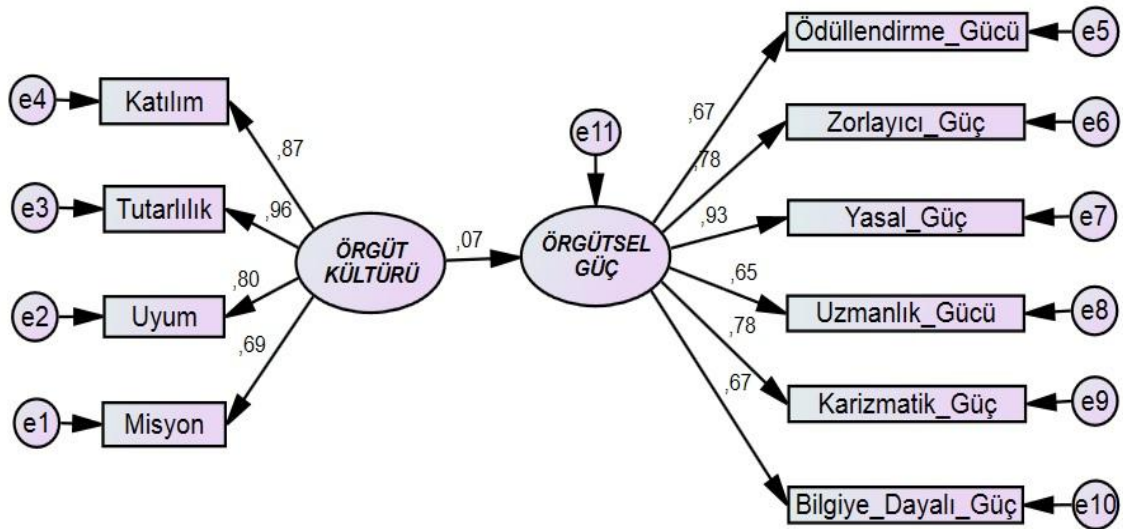 e4
Katılım
,87
e3
Tutarlılık
,96
e2
Uyum
,80
e1
Misyon
,69
ÖRGÜT
KÜLTÜRÜ
,07
e11
ÖRGÜTSEL
GÜÇ
,67
Ödüllendirme_Gücü
e5
,78
Zorlayıcı_Güç
e6
,93
Yasal_Güç
e7
,65
Uzmanlık_Gücü
e8
,78
Karizmatik_Güç
e9
,67
Bilgiye_Dayalı_Güç
e10